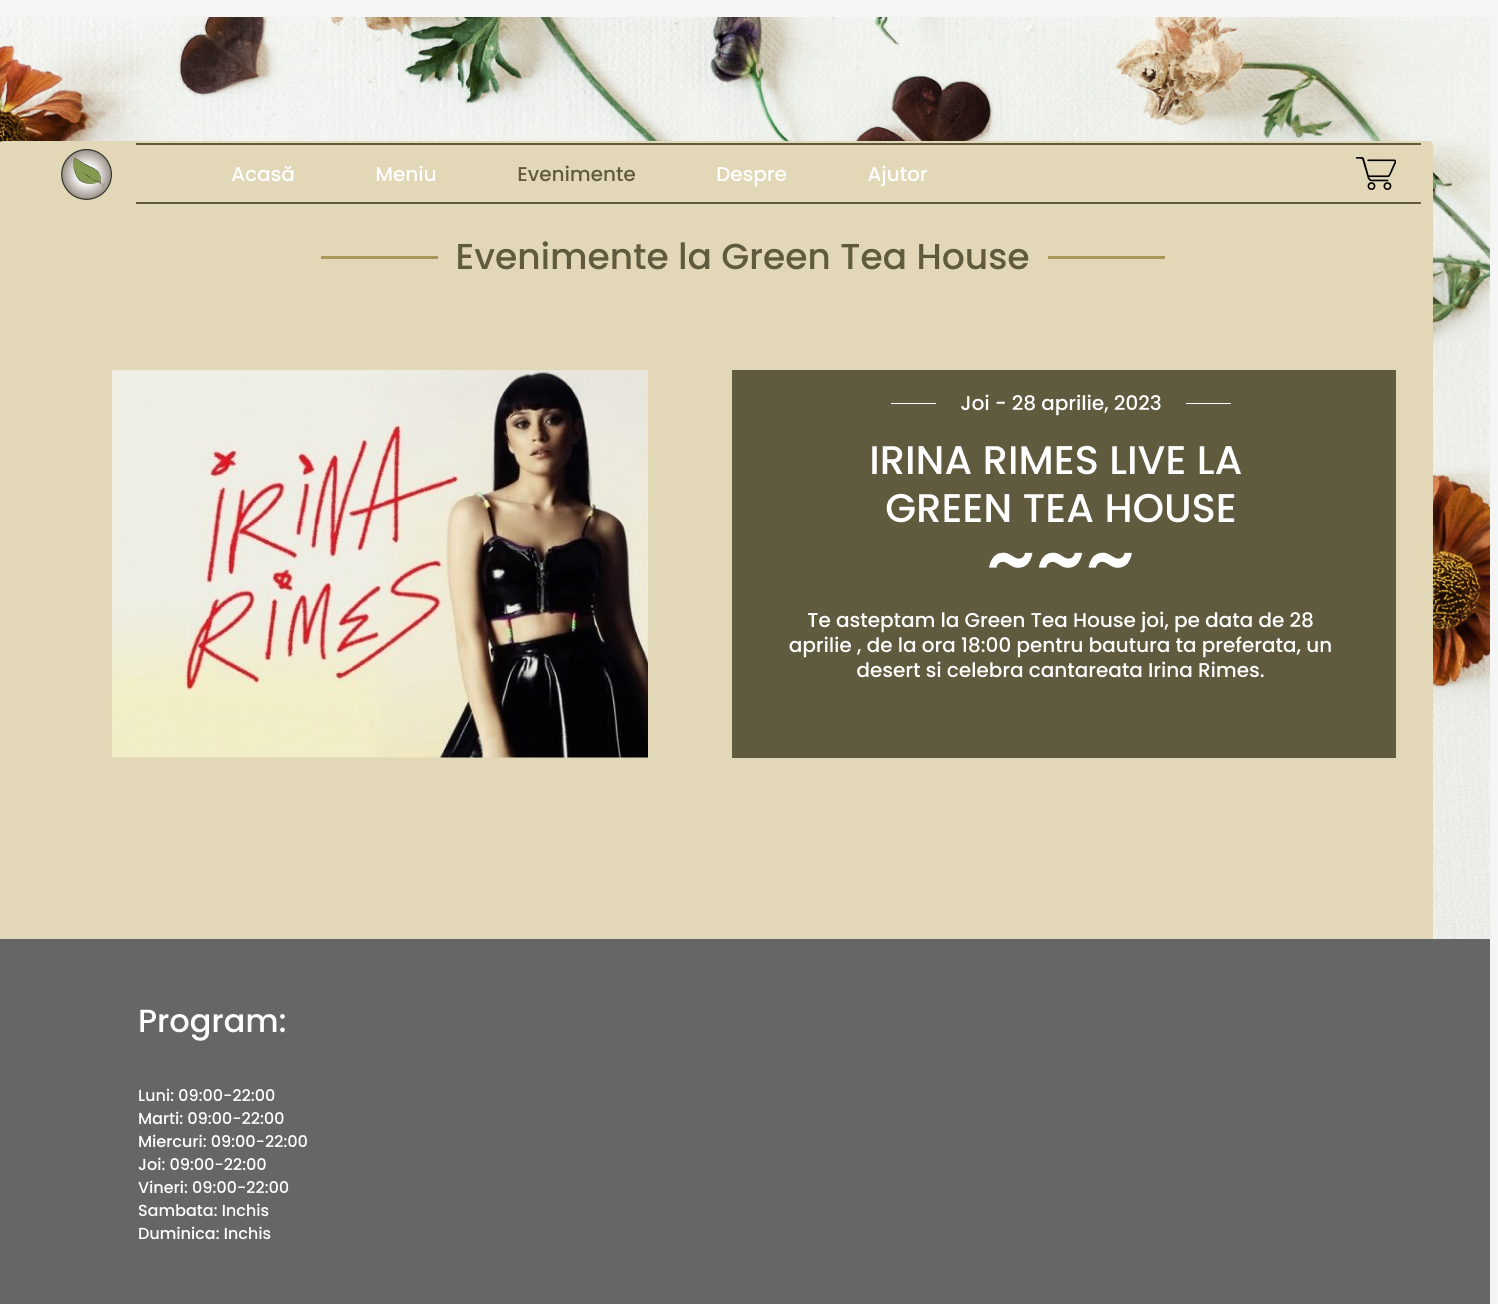 Acasă Meniu Evenimente Despre Ajutor
Evenimente la Green Tea House
IRINA
RIMES
Joi - 28 aprilie, 2023
IRINA RIMES LIVE LA
GREEN TEA HOUSE
~~~
Te asteptam la Green Tea House joi, pe data de 28
aprilie , de la ora 18:00 pentru bautura ta preferata, un
desert si celebra cantareata Irina Rimes.
Program:
Luni: 09:00-22:00
Marti: 09:00-22:00
Miercuri: 09:00-22:00
Joi: 09:00-22:00
Vineri: 09:00-22:00
Sambata: Inchis
Duminica: Inchis